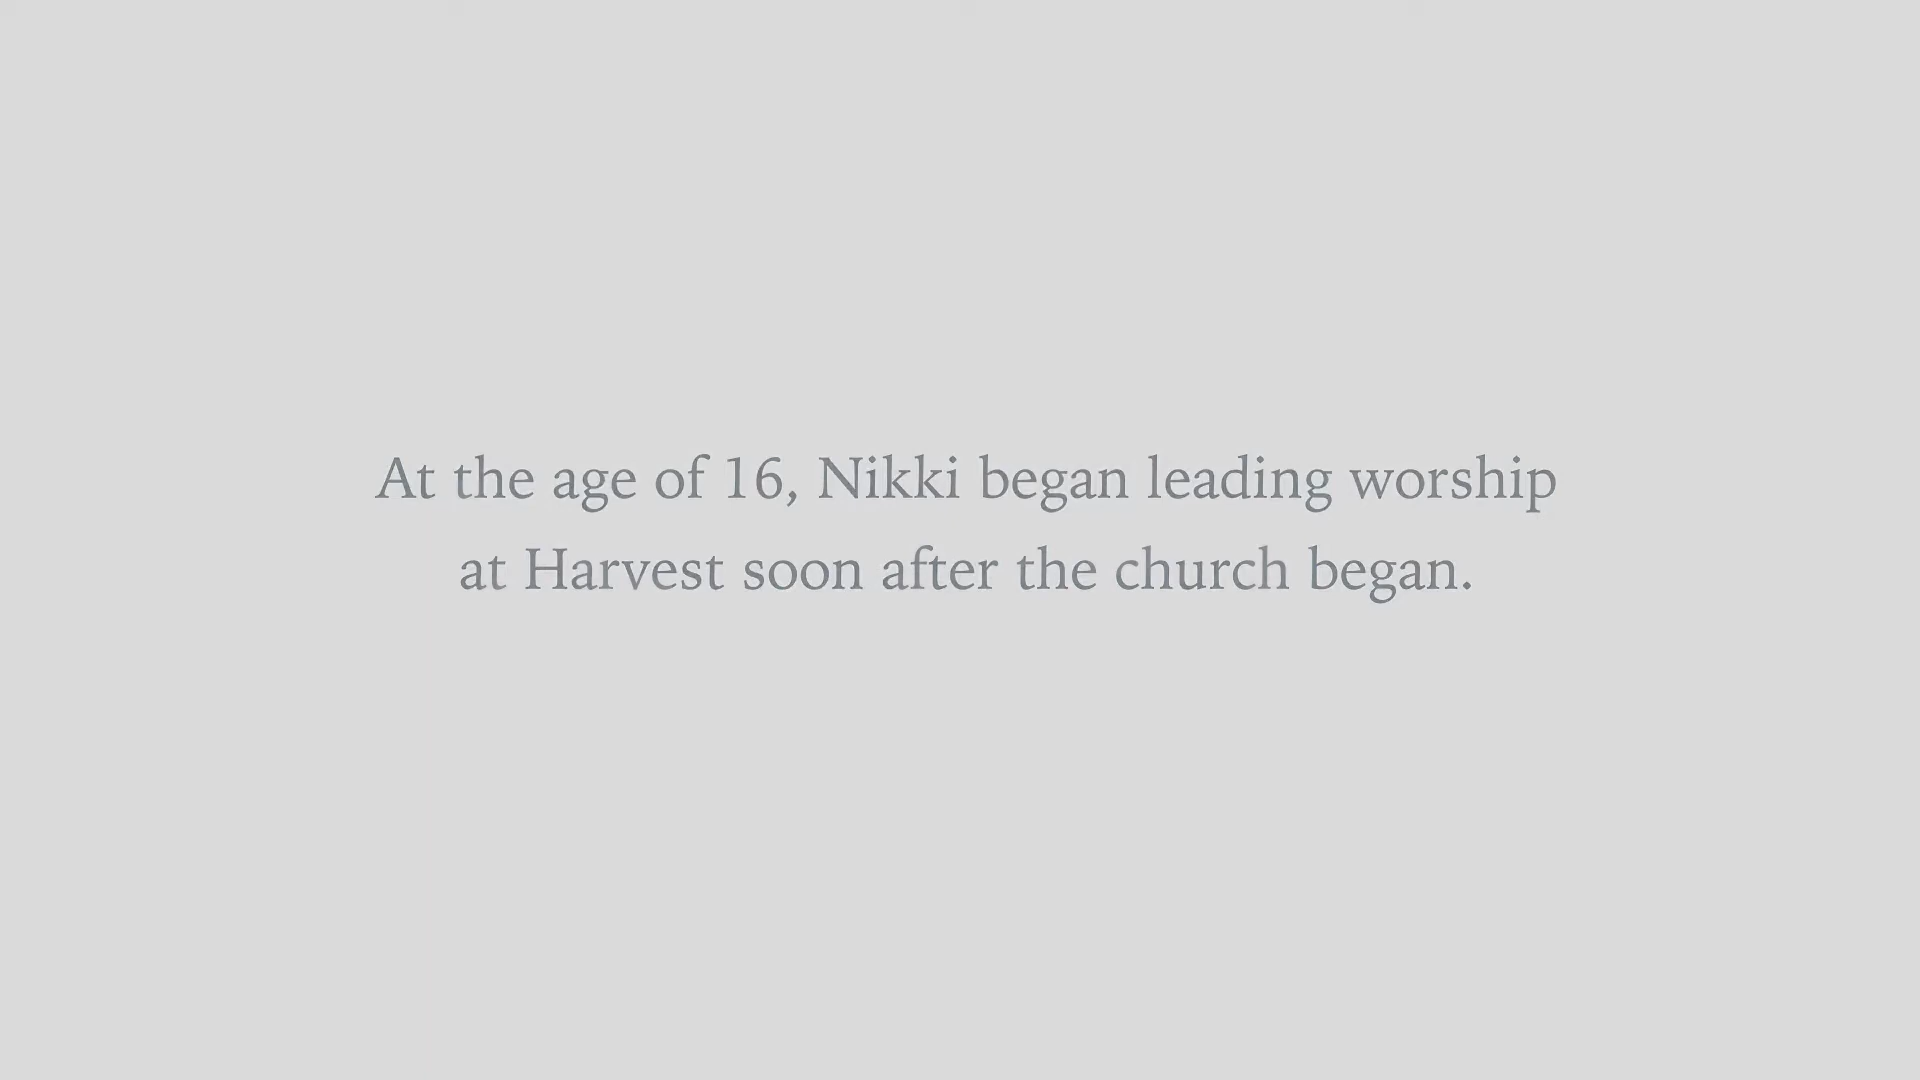 At the age of 16, Nikki began leading worship
at Harvest soon after the church began.